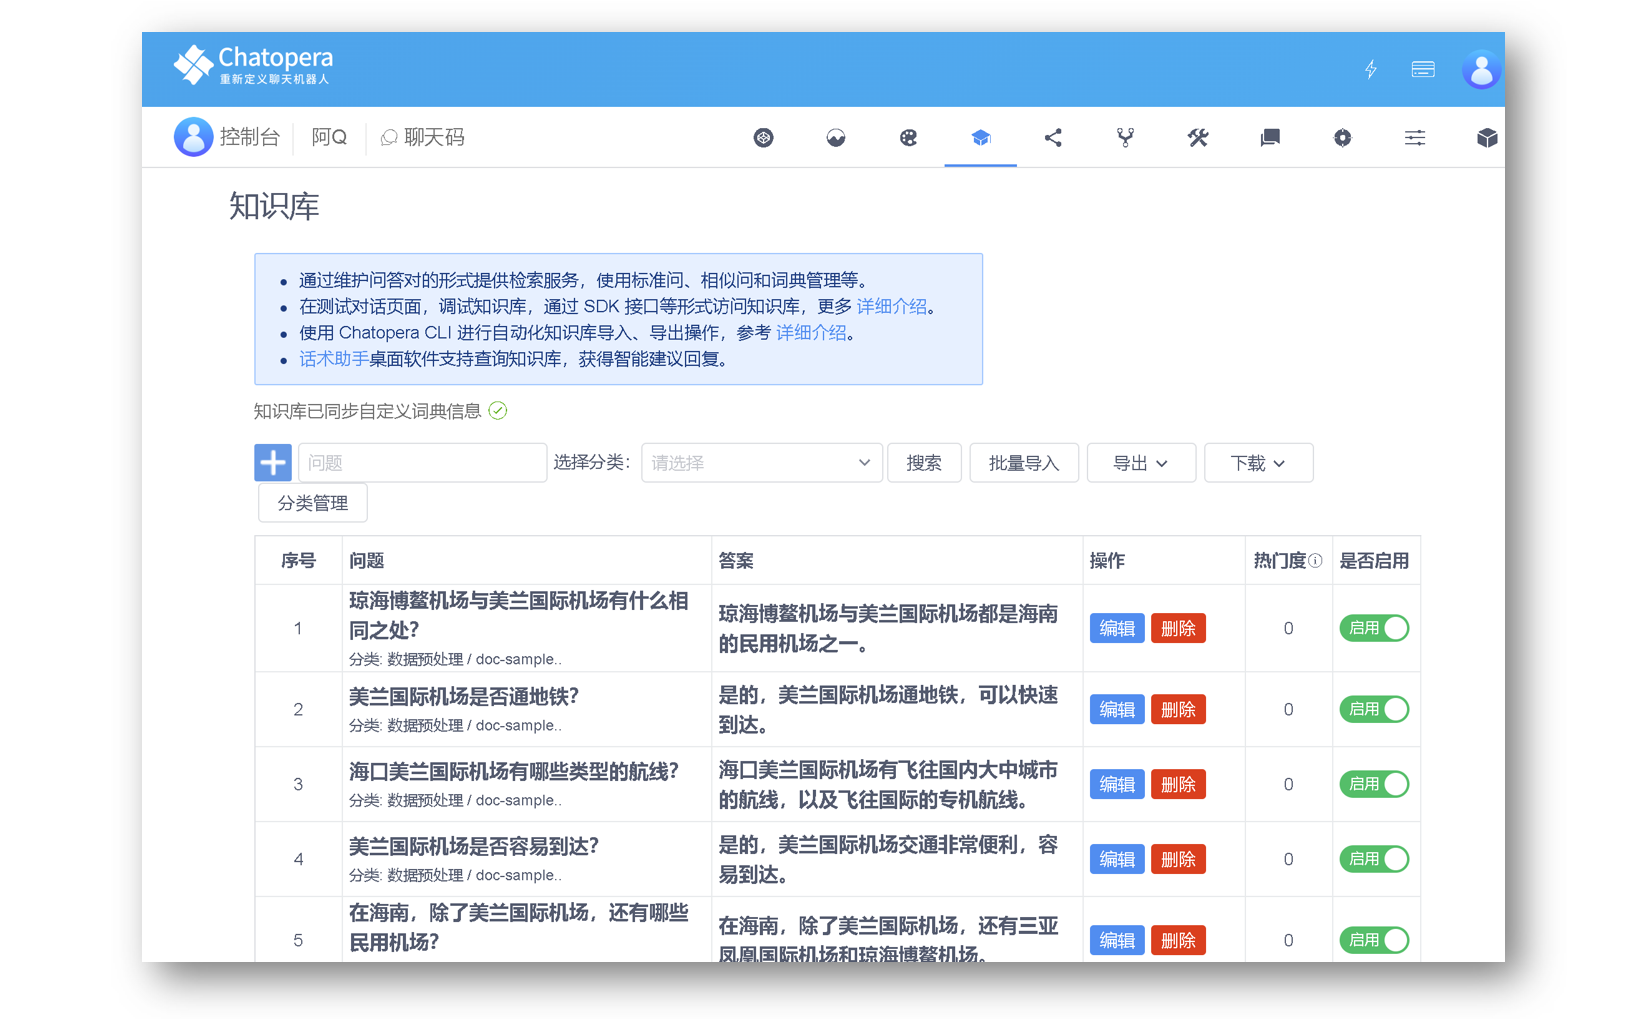 Chatopera
重新定义聊天机器人
控制台 阿Q 聊天码
知识库
通过维护问答对的形式提供检索服务，使用标准问、相似问和词典管理等。
在测试对话页面，调试知识库，通过 SDK 接口等形式访问知识库，更多 详细介绍。
使用 Chatopera CLI 进行自动化知识库导入、导出操作，参考 详细介绍。
话术助手桌面软件支持查询知识库，获得智能建议回复。
知识库已同步自定义词典信息
问题 选择分类： 请选择 搜索 批量导入 导出 下载
分类管理
序号 问题 答案 操作 热门度 是否启用
1
琼海博鳌机场与美兰国际机场有什么相
同之处？
分类: 数据预处理 / doc-sample..
琼海博鳌机场与美兰国际机场都是海南
的民用机场之一。
编辑 删除 0 启用
2
美兰国际机场是否通地铁？
分类: 数据预处理 / doc-sample..
是的，美兰国际机场通地铁，可以快速
到达。
编辑 删除 0 启用
3
海口美兰国际机场有哪些类型的航线？
分类: 数据预处理 / doc-sample..
海口美兰国际机场有飞往国内大中城市
的航线，以及飞往国际的专机航线。
编辑 删除 0 启用
4
美兰国际机场是否容易到达？
分类: 数据预处理 / doc-sample..
是的，美兰国际机场交通非常便利，容
易到达。
编辑 删除 0 启用
5
在海南，除了美兰国际机场，还有哪些
民用机场？
在海南，除了美兰国际机场，还有三亚
凤凰国际机场和琼海博鳌机场。
编辑 删除 0 启用